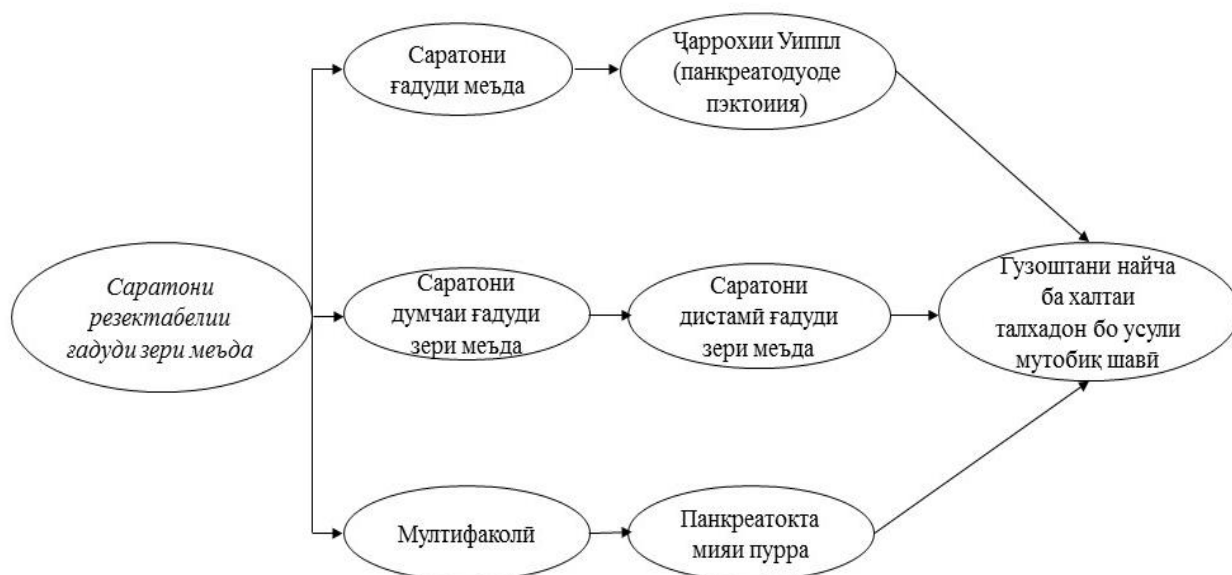 Саратони
ғадуди меъда
Ҷаррохии Уиппл
(панкреатодуоде
пэктоиия)
Саратони
резектабелии
ғадуди зери меъда
Саратони
думчаи ғадуди
зери меъда
Саратони
дистамӣ ғадуди
зери меъда
Гузоштани найча
ба халтаи
талхадон бо усули
мутобиқ шавӣ
Мултифаколӣ
Панкреатокта
мияи пурра